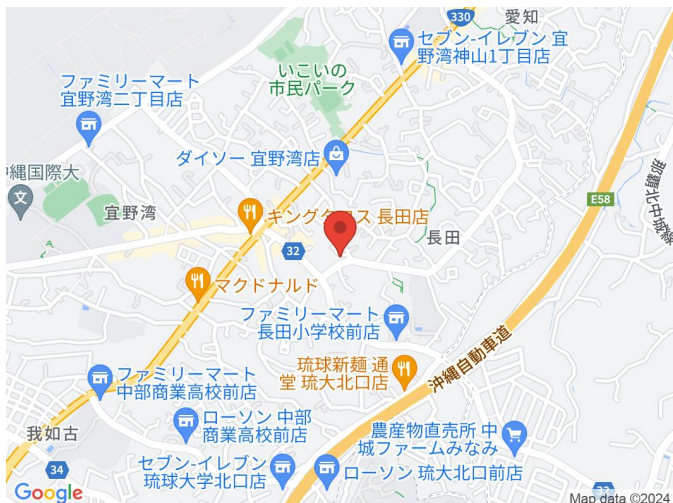 330
愛知
セブン-イレブン 宜
野湾神山1丁目店
いこいの
市民パーク
ファミリーマート
宜野湾二丁目店
ダイソー 宜野湾店
E58
沖縄国際大
文
宜野湾
キングタコス 長田店
長田
32
マクドナルド
ファミリーマート
長田小学校前店
沖縄自動車道
琉球新麺 通
堂 琉大北口店
ファミリーマート
中部商業高校前店
ローソン 中部
商業高校前店
農産物直売所 中
城ファームみなみ
我如古
34
セブン-イレブン
琉球大学北口店
ローソン 琉大北口前店
Google
Map data ©2024